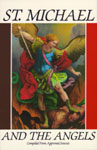 ST. MICHAEL
AND THE ANGELS
Compiled From Approved Sources